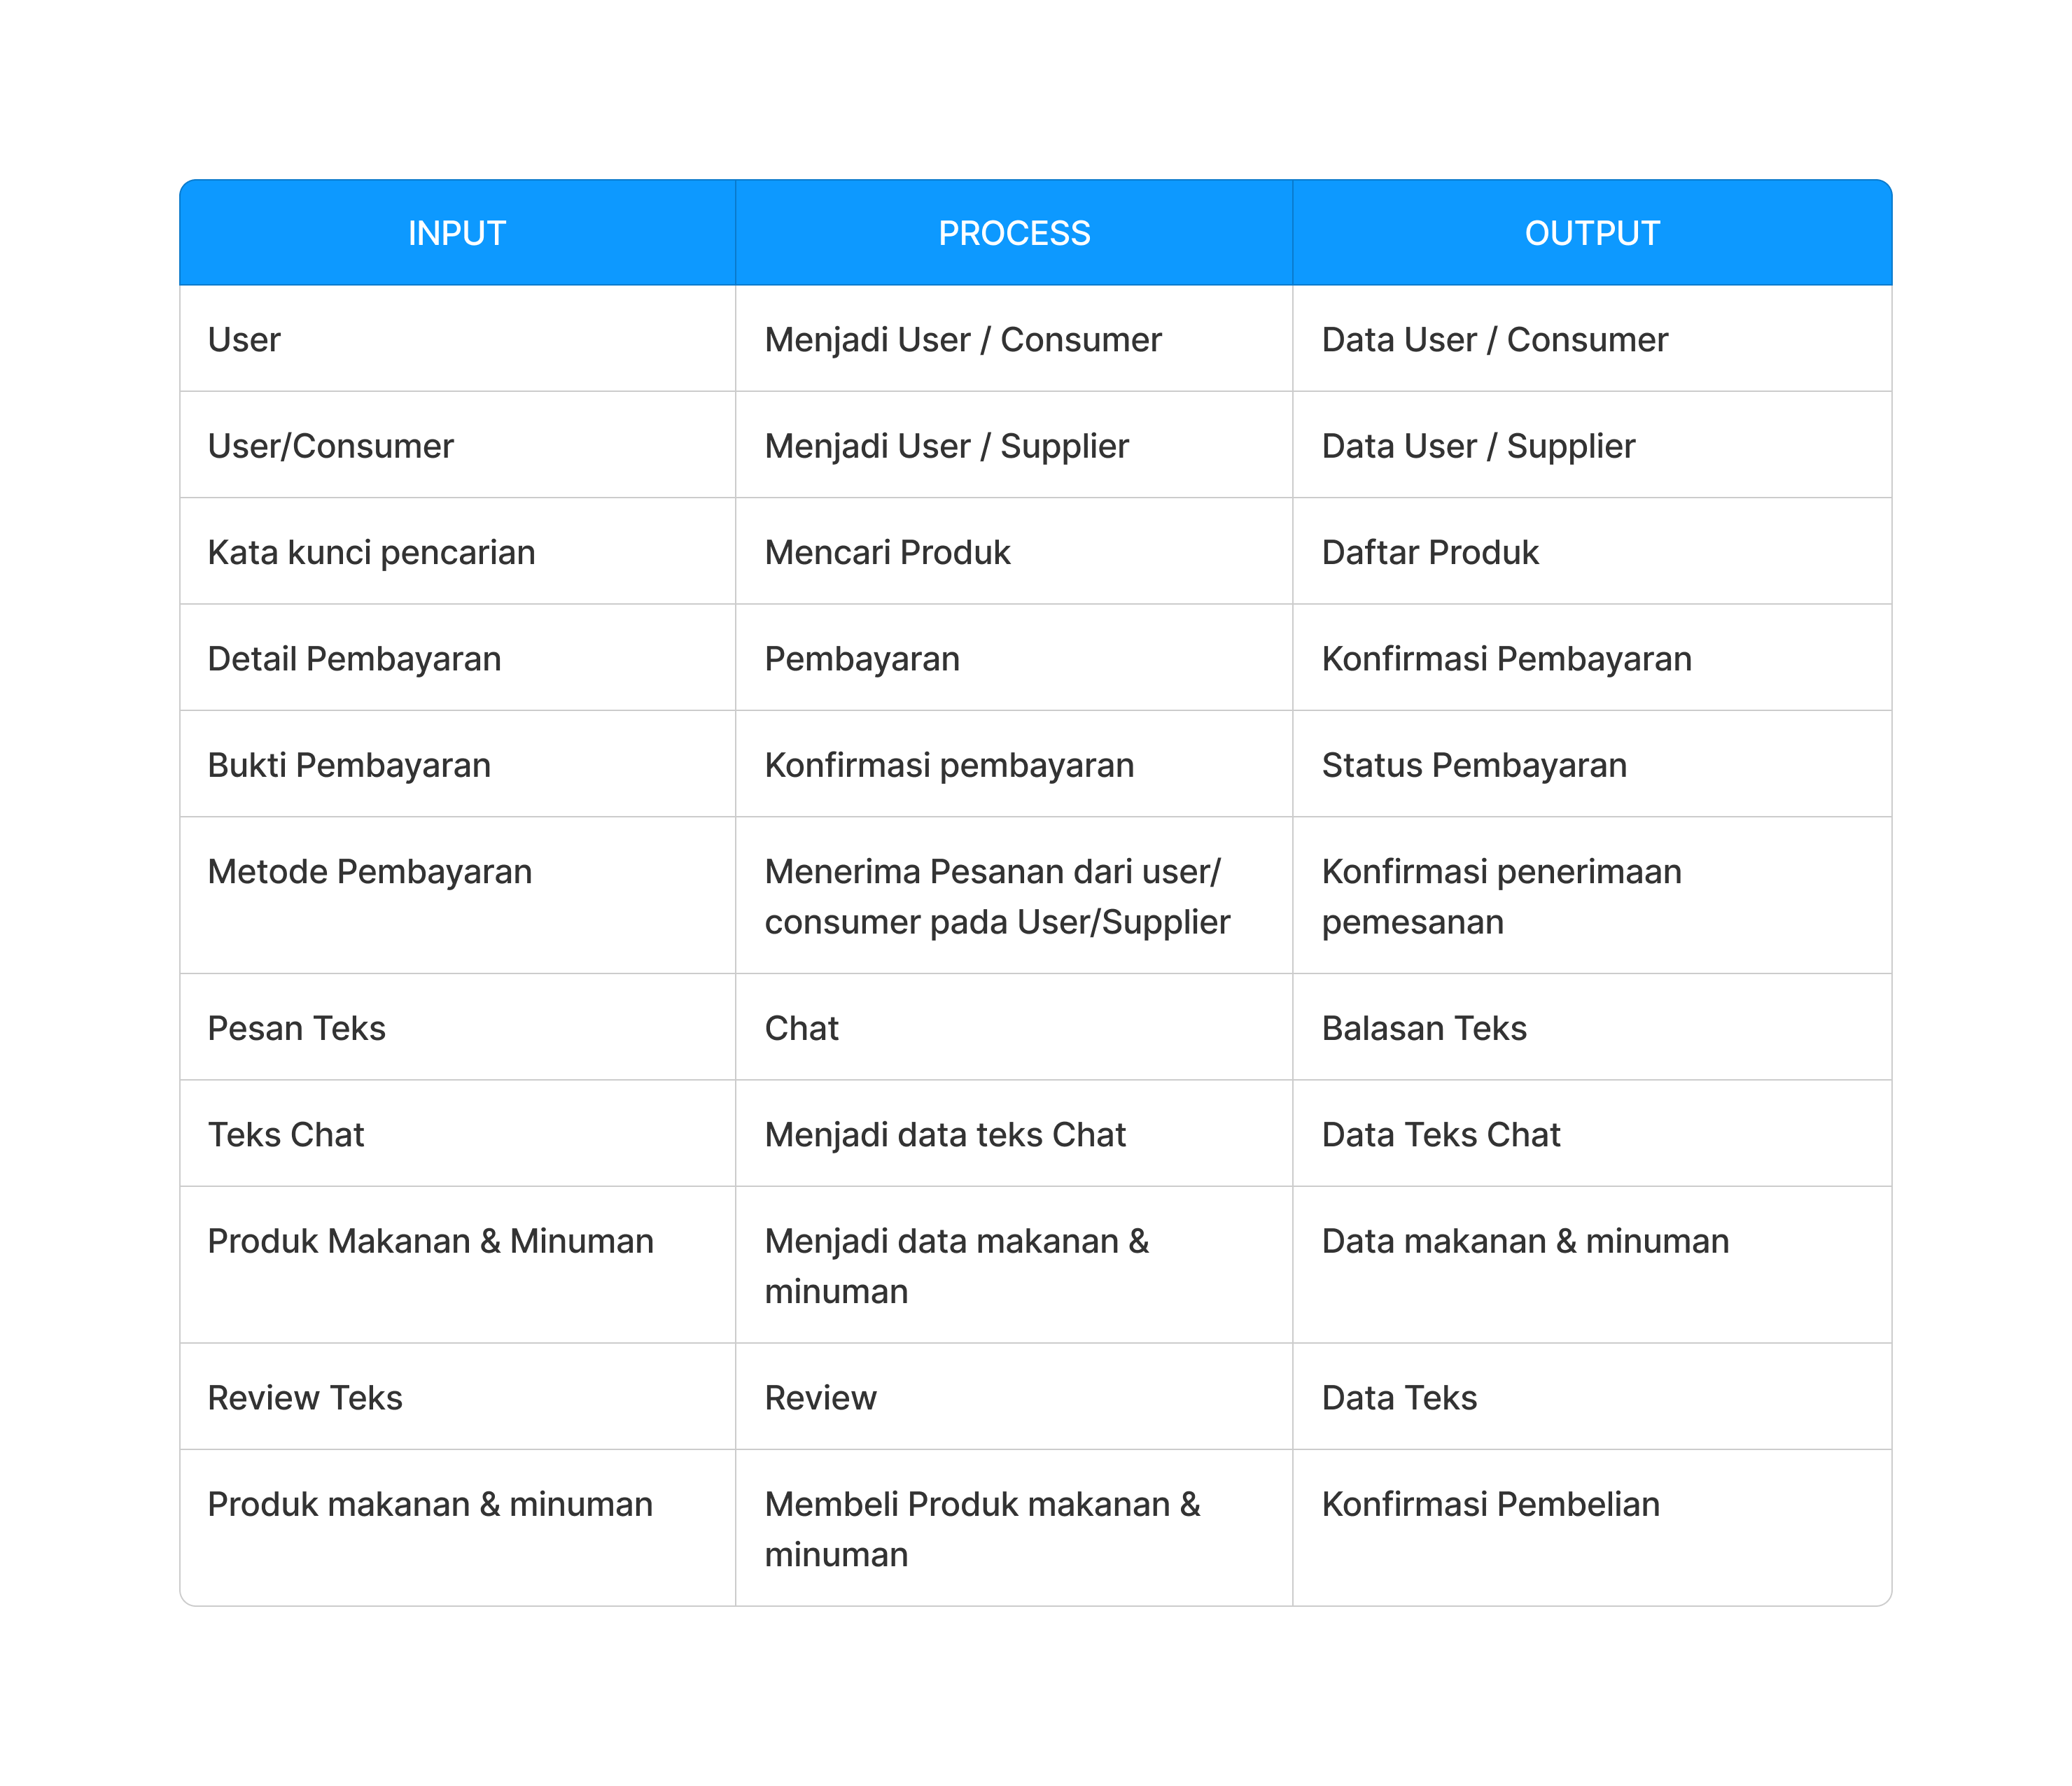 INPUT PROCESS OUTPUT
User Menjadi User / Consumer Data User / Consumer
User/Consumer Menjadi User / Supplier Data User / Supplier
Kata kunci pencarian Mencari Produk Daftar Produk
Detail Pembayaran Pembayaran Konfirmasi Pembayaran
Bukti Pembayaran Konfirmasi pembayaran Status Pembayaran
Metode Pembayaran Menerima Pesanan dari user/ Konfirmasi penerimaan
consumer pada User/Supplier pemesanan
Pesan Teks Chat Balasan Teks
Teks Chat Menjadi data teks Chat Data Teks Chat
Produk Makanan & Minuman Menjadi data makanan & Data makanan & minuman
minuman
Review Teks Review Data Teks
Produk makanan & minuman Membeli Produk makanan & Konfirmasi Pembelian
minuman